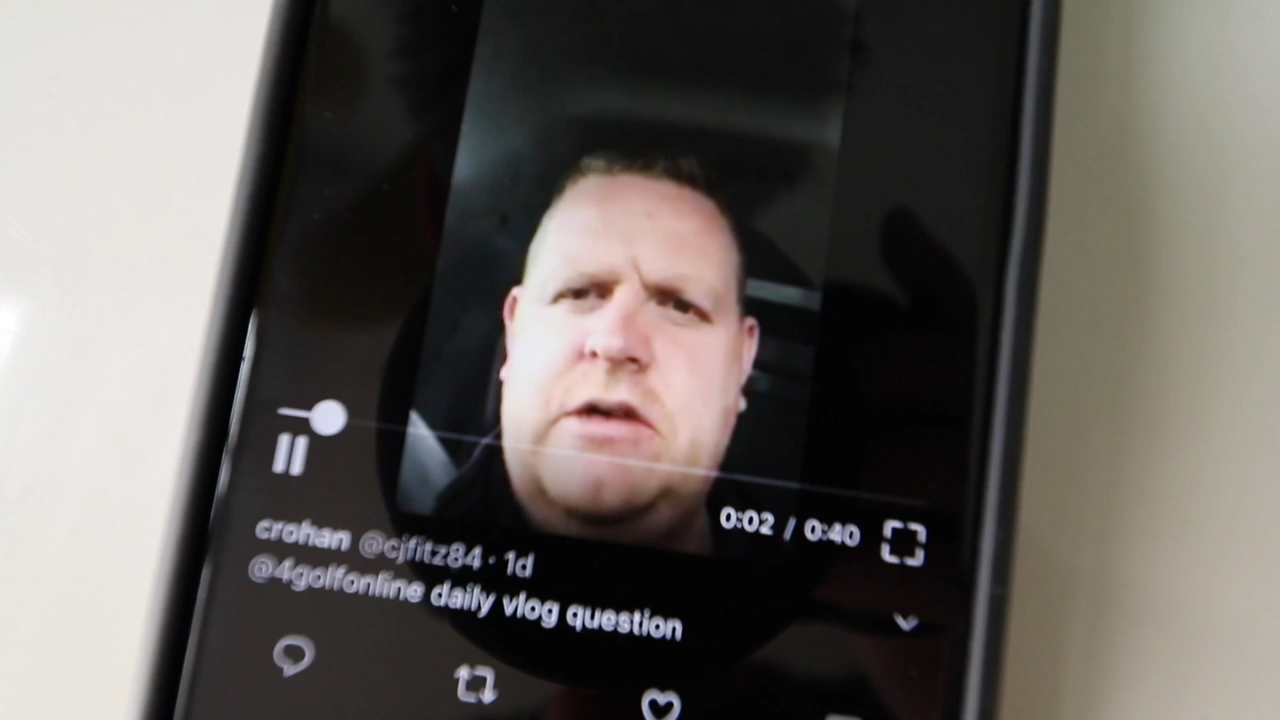 0:02 / 0:40
crohan @cjfitz84 · 1d
@4golfonline daily vlog question